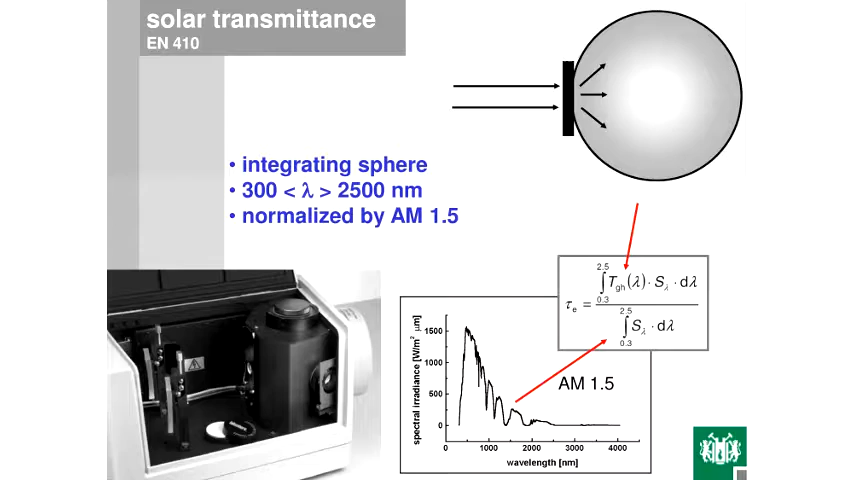 solar transmittance
EN 410
• integrating sphere
• 300 < λ > 2500 nm
• normalized by AM 1.5
τe = ∫0.3^2.5 Tgh(λ) · Sλ · dλ / ∫0.3^2.5 Sλ · dλ
AM 1.5
spectral irradiance [W/m² μm]
1500
1000
500
0
0 1000 2000 3000 4000
wavelength [nm]